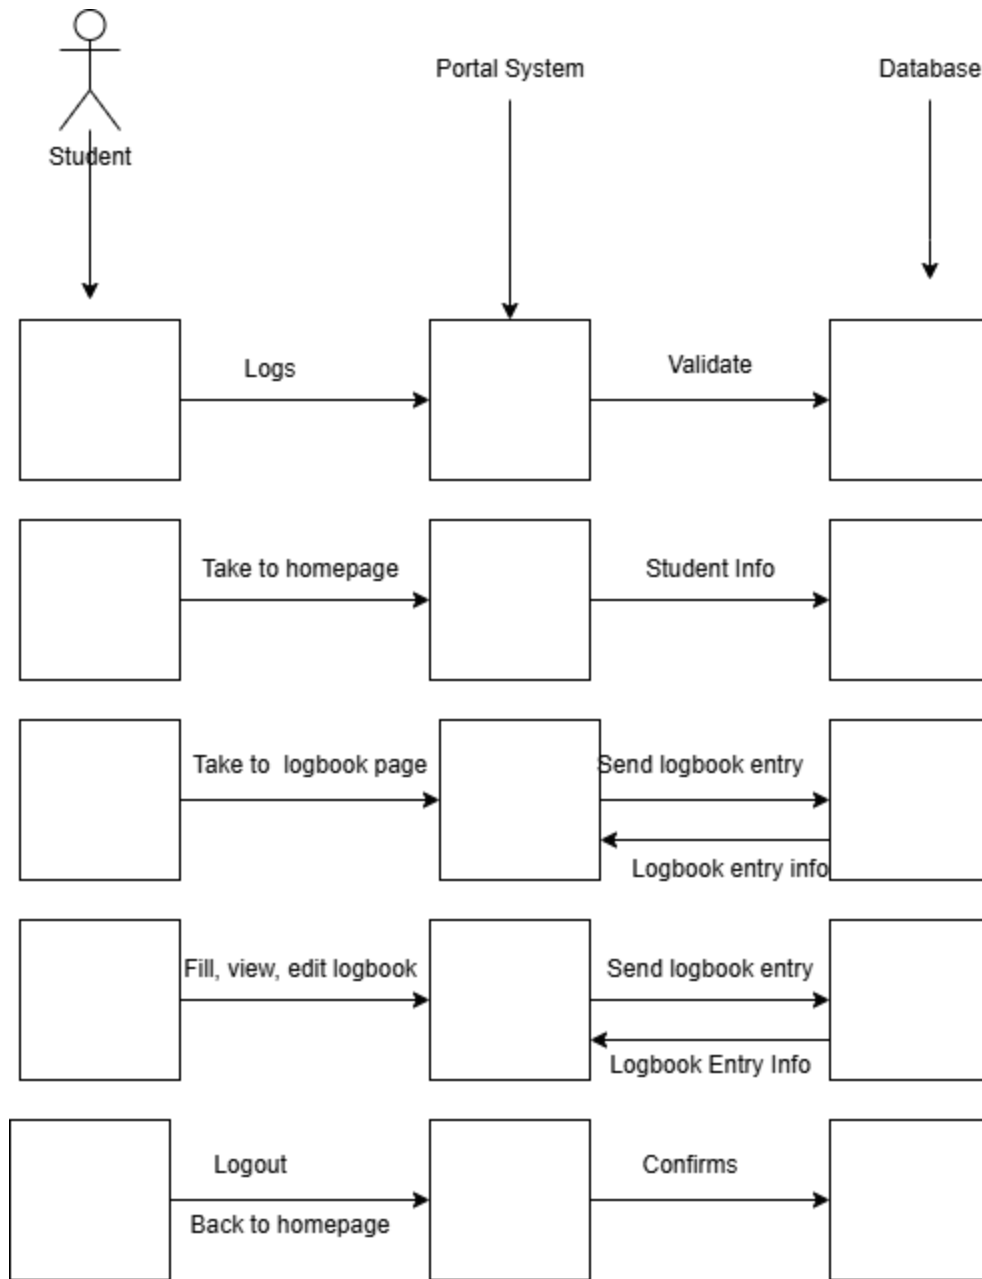 Portal System
Database
Student
Logs
Validate
Take to homepage
Student Info
Take to  logbook page
Send logbook entry
Logbook entry info
Fill, view, edit logbook
Send logbook entry
Logbook Entry Info
Logout
Confirms
Back to homepage